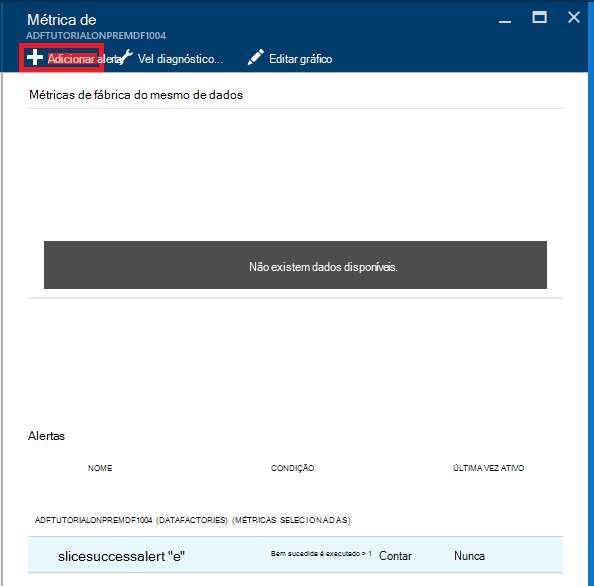 Métrica de
ADFTUTORIALONPREMDF1004
Adicionar alerta Vel diagnóstico... Editar gráfico
Métricas de fábrica do mesmo de dados
Não existem dados disponíveis.
Alertas
NOME CONDIÇÃO ÚLTIMA VEZ ATIVO
ADFTUTORIALONPREMDF1004 (DATAFACTORIES) (MÉTRICAS SELECIONADAS)
slicesuccessalert "e" Bem sucedida é executado > 1 Contar Nunca